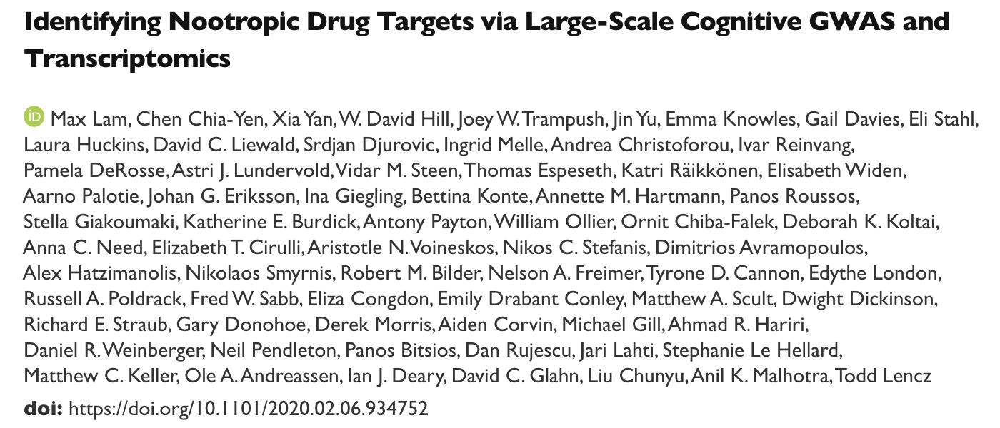 Identifying Nootropic Drug Targets via Large-Scale Cognitive GWAS and
Transcriptomics
iD Max Lam, Chen Chia-Yen, Xia Yan, W. David Hill, Joey W. Trampush, Jin Yu, Emma Knowles, Gail Davies, Eli Stahl,
Laura Huckins, David C. Liewald, Srdjan Djurovic, Ingrid Melle, Andrea Christoforou, Ivar Reinvang,
Pamela DeRosse, Astri J. Lundervold, Vidar M. Steen, Thomas Espeseth, Katri Räikkönen, Elisabeth Widen,
Aarno Palotie, Johan G. Eriksson, Ina Giegling, Bettina Konte, Annette M. Hartmann, Panos Roussos,
Stella Giakoumaki, Katherine E. Burdick, Antony Payton, William Ollier, Ornit Chiba-Falek, Deborah K. Koltai,
Anna C. Need, Elizabeth T. Cirulli, Aristotle N. Voineskos, Nikos C. Stefanis, Dimitrios Avramopoulos,
Alex Hatzimanolis, Nikolaos Smyrnis, Robert M. Bilder, Nelson A. Freimer, Tyrone D. Cannon, Edythe London,
Russell A. Poldrack, Fred W. Sabb, Eliza Congdon, Emily Drabant Conley, Matthew A. Scult, Dwight Dickinson,
Richard E. Straub, Gary Donohoe, Derek Morris, Aiden Corvin, Michael Gill, Ahmad R. Hariri,
Daniel R. Weinberger, Neil Pendleton, Panos Bitsios, Dan Rujescu, Jari Lahti, Stephanie Le Hellard,
Matthew C. Keller, Ole A. Andreassen, Ian J. Deary, David C. Glahn, Liu Chunyu, Anil K. Malhotra, Todd Lencz
doi: https://doi.org/10.1101/2020.02.06.934752